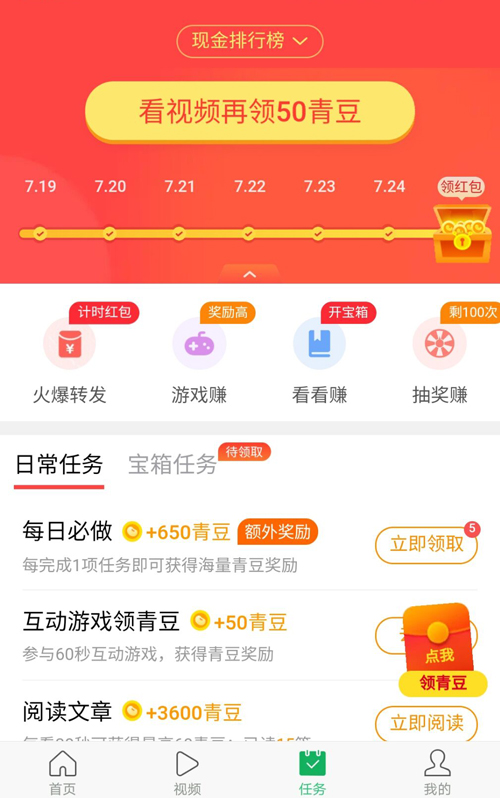 现金排行榜
看视频再领50青豆
7.19 7.20 7.21 7.22 7.23 7.24 领红包
计时红包 奖励高 开宝箱 剩100次
¥
火爆转发 游戏赚 看看赚 抽奖赚
日常任务 宝箱任务 待领取
每日必做 +650青豆 额外奖励 立即领取 5
每完成1项任务即可获得海量青豆奖励
互动游戏领青豆 +50青豆
参与60秒互动游戏，获得青豆奖励
点我
领青豆
阅读文章 +3600青豆 立即阅读
首页 视频 任务 我的